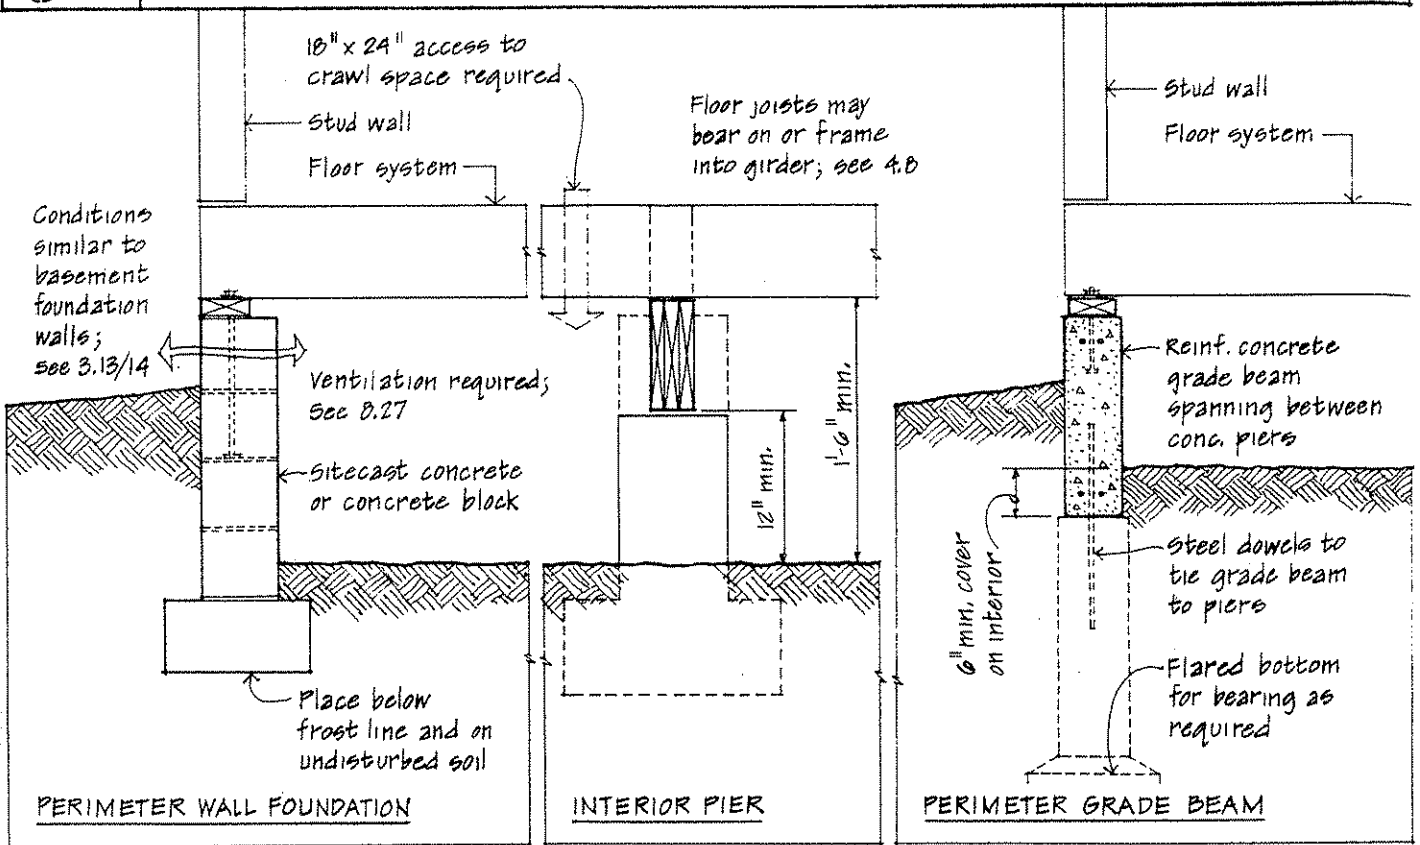 18" x 24" access to
crawl space required
Stud wall
Floor system
Conditions
similar to
basement
foundation
walls;
see 3.13/14
Ventilation required;
See 8.27
Sitecast concrete
or concrete block
Place below
frost line and on
undisturbed soil
PERIMETER WALL FOUNDATION
Floor joists may
bear on or frame
into girder; see 4.8
12" min.
1'-6" min.
INTERIOR PIER
Stud wall
Floor system
Reinf. concrete
grade beam
spanning between
conc. piers
6" min. cover
on interior
Steel dowels to
tie grade beam
to piers
Flared bottom
for bearing as
required
PERIMETER GRADE BEAM